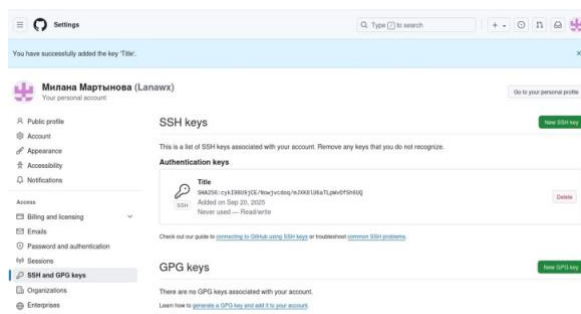 Settings
Type / to search
You have successfully added the key 'Title'.
Милана Мартынова (Lanawx)
Your personal account
Go to your personal profile
Public profile
Account
Appearance
Accessibility
Notifications
Access
Billing and licensing
Emails
Password and authentication
Sessions
SSH and GPG keys
Organizations
Enterprises
SSH keys
New SSH key
This is a list of SSH keys associated with your account. Remove any keys that you do not recognize.
Authentication keys
Title
SSH
Added on Sep 20, 2025
Never used — Read/write
Delete
Check out our guide to connecting to GitHub using SSH keys or troubleshoot common SSH problems.
GPG keys
New GPG key
There are no GPG keys associated with your account.
Learn how to generate a GPG key and add it to your account.